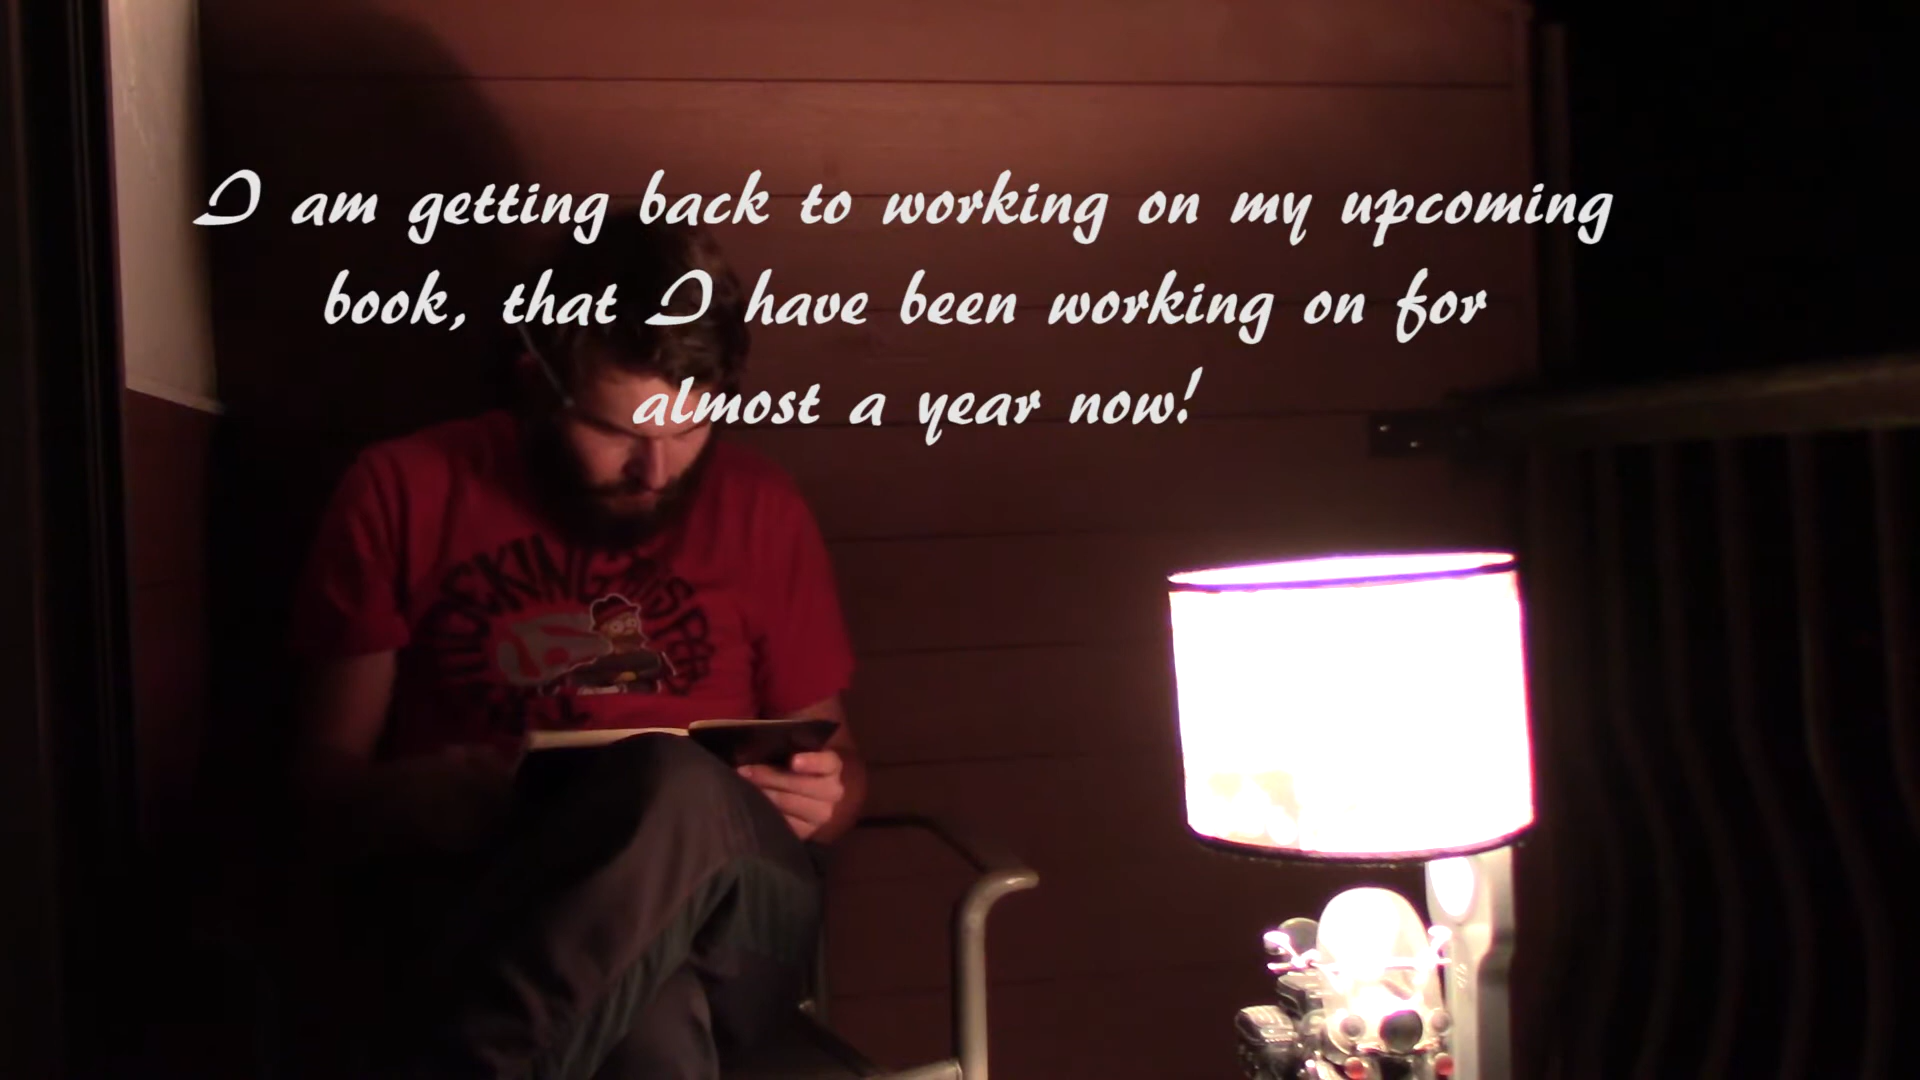 I am getting back to working on my upcoming
book, that I have been working on for
almost a year now!